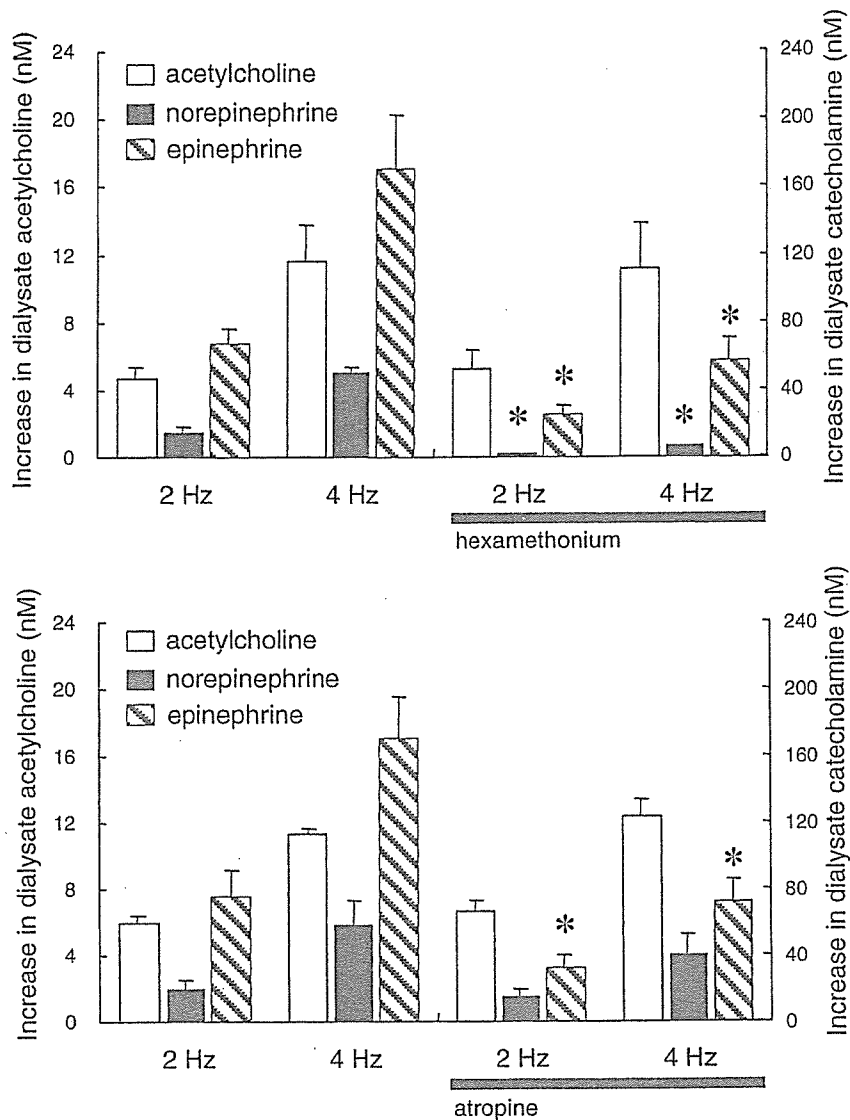 Increase in dialysate acetylcholine (nM)
24
20
16
12
8
4
0
acetylcholine
norepinephrine
epinephrine
*
*
*
*
240
200
160
120
80
40
0
Increase in dialysate catecholamine (nM)
2 Hz
4 Hz
2 Hz
4 Hz
hexamethonium
Increase in dialysate acetylcholine (nM)
24
20
16
12
8
4
0
acetylcholine
norepinephrine
epinephrine
*
*
240
200
160
120
80
40
0
Increase in dialysate catecholamine (nM)
2 Hz
4 Hz
2 Hz
4 Hz
atropine